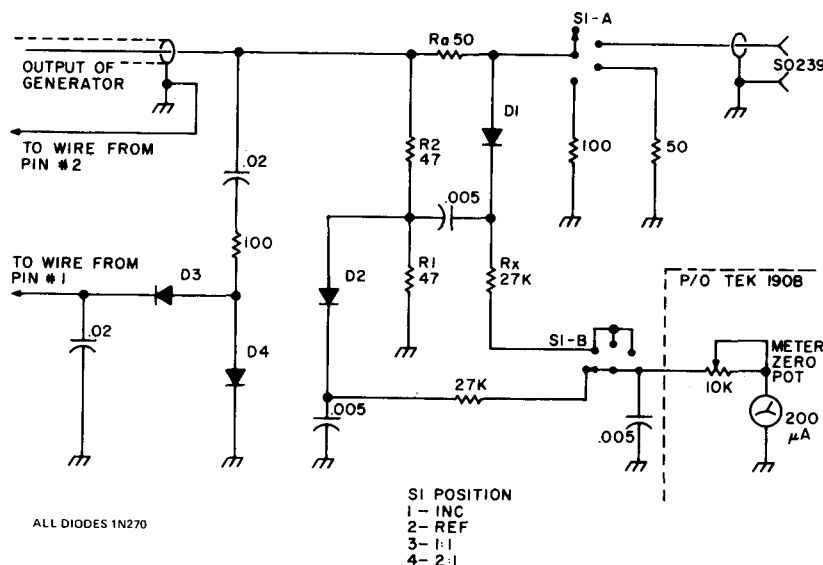 S1-A
Ra 50
OUTPUT OF
GENERATOR
SO239
D1
TO WIRE FROM
PIN #2
.02
R2
47
100
50
.005
100
TO WIRE FROM
PIN #1
D3
D2
R1
47
Rx
27K
P/O TEK 190B
.02
D4
S1-B
METER
ZERO
POT
27K
10K
.005
.005
200
µA
S1 POSITION
1 - INC
2 - REF
3 - 1:1
4 - 2:1
ALL DIODES 1N270